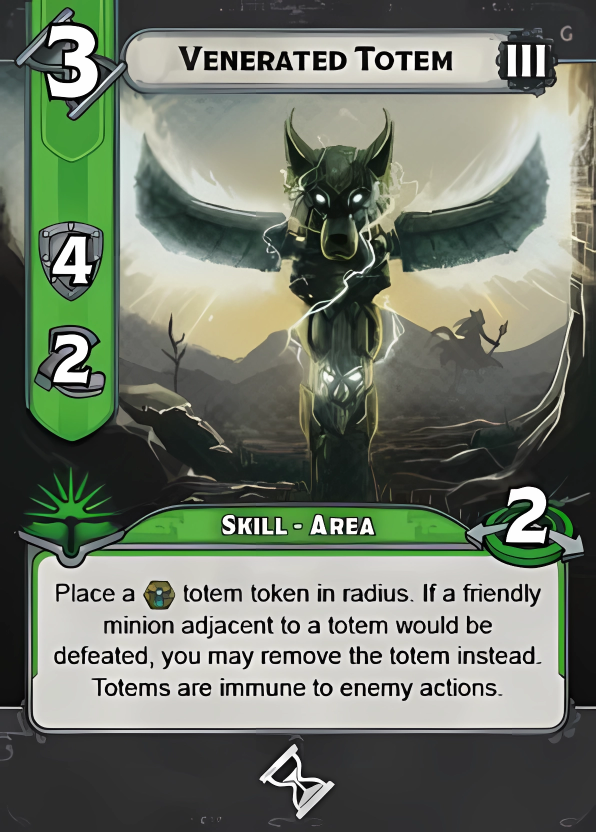 3
VENERATED TOTEM
III
G
4
2
SKILL - AREA
2
Place a totem token in radius. If a friendly
minion adjacent to a totem would be
defeated, you may remove the totem instead.
Totems are immune to enemy actions.